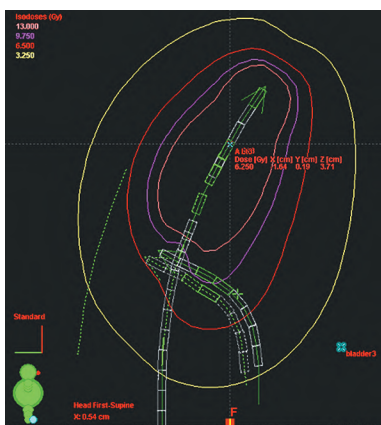 Isodoses (Gy)
13.000
9.750
6.500
3.250
Dose (Gy) X (cm) Y (cm) Z (cm)
6.250 1.64 0.19 3.71
Standard
bladder3
Head First-Supine
X: 0.54 cm
F